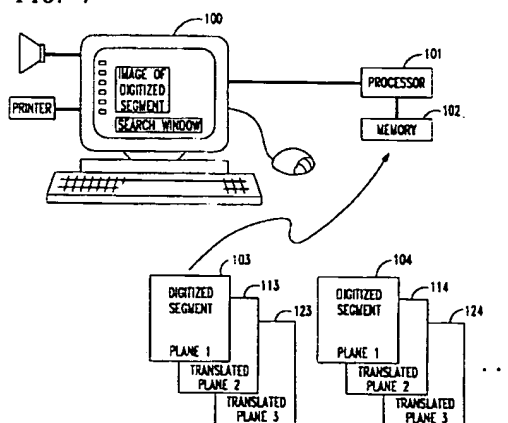 100
101
IMAGE OF
DIGITIZED
SEGMENT
PROCESSOR
PRINTER
102
SEARCH WINDOW
MEMORY
103
104
113
114
DIGITIZED
SEGMENT
123
DIGITIZED
SEGMENT
124
PLANE 1
PLANE 1
TRANSLATED
PLANE 2
TRANSLATED
PLANE 2
TRANSLATED
PLANE 3
TRANSLATED
PLANE 3